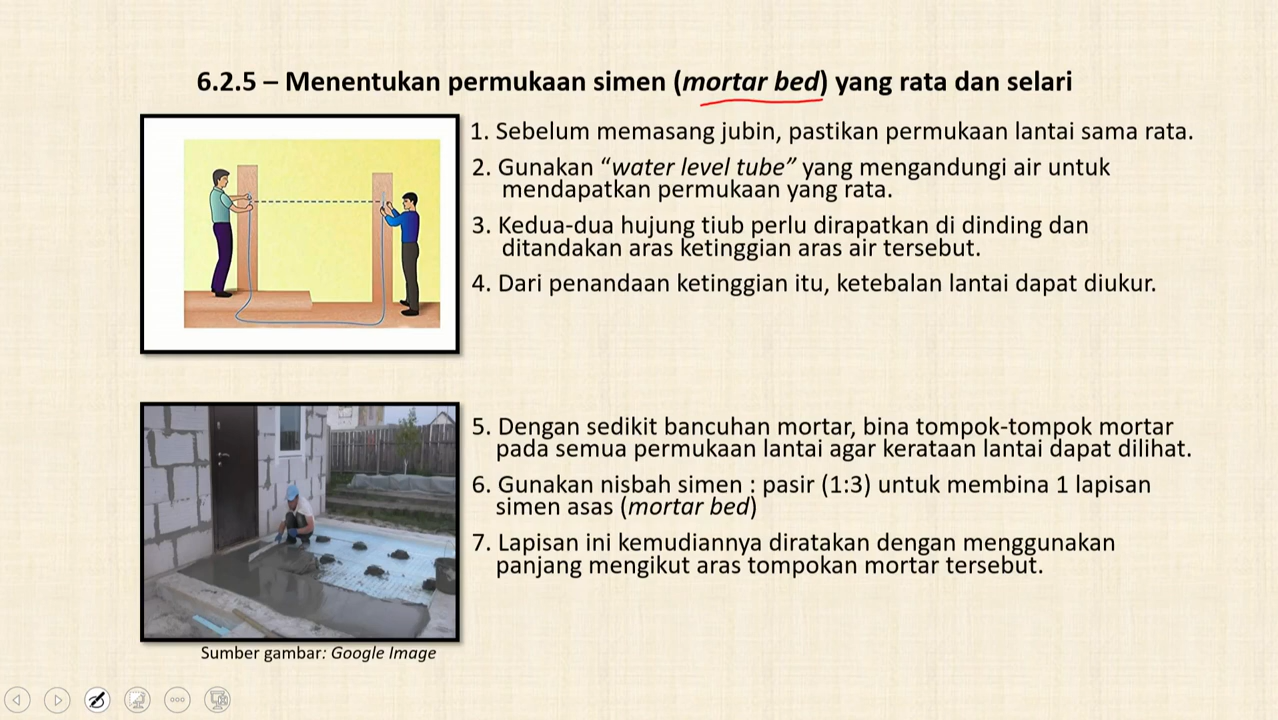 6.2.5 – Menentukan permukaan simen (mortar bed) yang rata dan selari
1. Sebelum memasang jubin, pastikan permukaan lantai sama rata.
2. Gunakan “water level tube” yang mengandungi air untuk
mendapatkan permukaan yang rata.
3. Kedua-dua hujung tiub perlu dirapatkan di dinding dan
ditandakan aras ketinggian aras air tersebut.
4. Dari penandaan ketinggian itu, ketebalan lantai dapat diukur.
5. Dengan sedikit bancuhan mortar, bina tompok-tompok mortar
pada semua permukaan lantai agar kerataan lantai dapat dilihat.
6. Gunakan nisbah simen : pasir (1:3) untuk membina 1 lapisan
simen asas (mortar bed)
7. Lapisan ini kemudiannya diratakan dengan menggunakan
panjang mengikut aras tompokan mortar tersebut.
Sumber gambar: Google Image